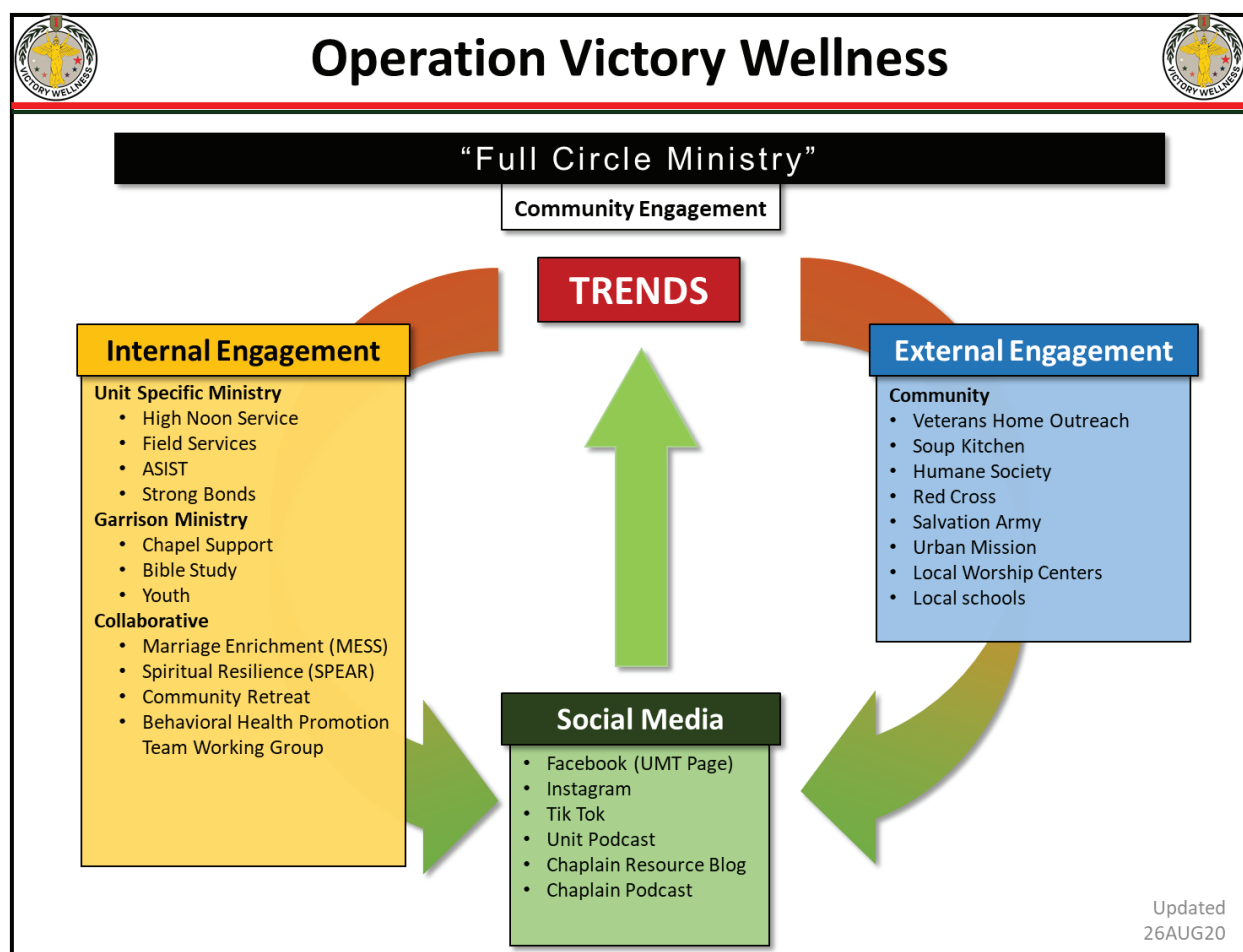 VICTORY WELLNESS
Operation Victory Wellness
VICTORY WELLNESS
“Full Circle Ministry”
Community Engagement
TRENDS
Internal Engagement
Unit Specific Ministry
• High Noon Service
• Field Services
• ASIST
• Strong Bonds
Garrison Ministry
• Chapel Support
• Bible Study
• Youth
Collaborative
• Marriage Enrichment (MESS)
• Spiritual Resilience (SPEAR)
• Community Retreat
• Behavioral Health Promotion
Team Working Group
External Engagement
Community
• Veterans Home Outreach
• Soup Kitchen
• Humane Society
• Red Cross
• Salvation Army
• Urban Mission
• Local Worship Centers
• Local schools
Social Media
• Facebook (UMT Page)
• Instagram
• Tik Tok
• Unit Podcast
• Chaplain Resource Blog
• Chaplain Podcast
Updated
26AUG20